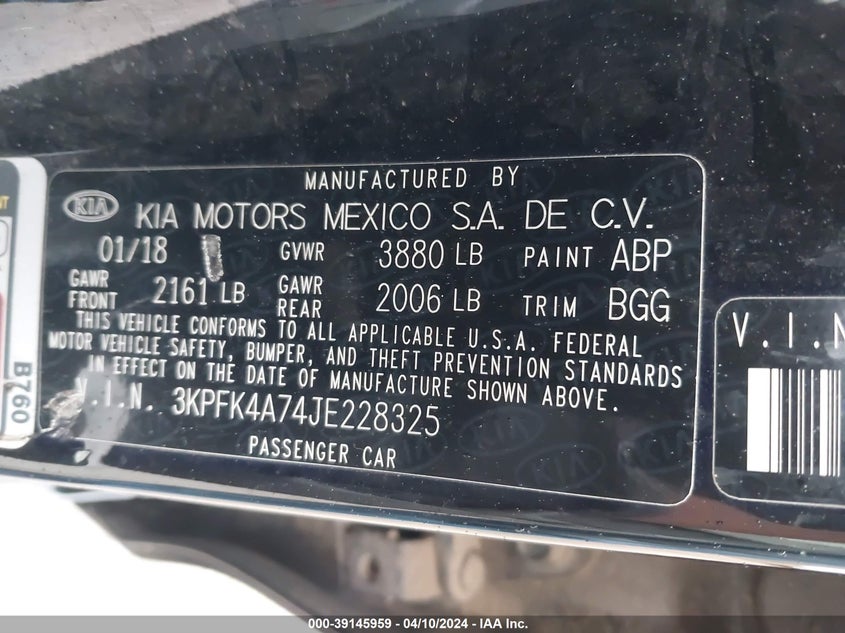 MANUFACTURED BY
KIA KIA MOTORS MEXICO S.A. DE C.V.
01/18 GVWR 3880 LB PAINT ABP
GAWR FRONT 2161 LB GAWR REAR 2006 LB TRIM BGG
THIS VEHICLE CONFORMS TO ALL APPLICABLE U.S.A. FEDERAL
MOTOR VEHICLE SAFETY, BUMPER, AND THEFT PREVENTION STANDARDS
IN EFFECT ON THE DATE OF MANUFACTURE SHOWN ABOVE.
V.I.N. 3KPFK4A74JE228325
PASSENGER CAR
V.I.N
B760
000-39145959 - 04/10/2024 - IAA Inc.